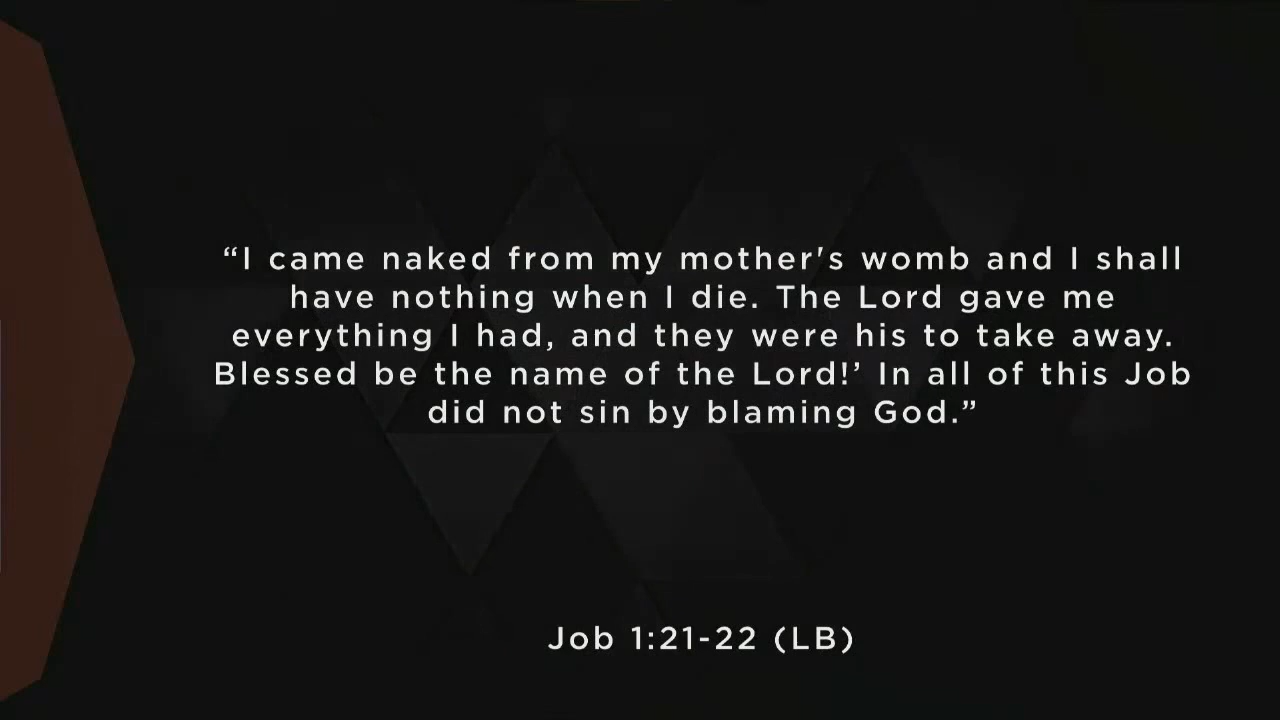 “I came naked from my mother's womb and I shall
have nothing when I die. The Lord gave me
everything I had, and they were his to take away.
Blessed be the name of the Lord!’ In all of this Job
did not sin by blaming God.”
Job 1:21-22 (LB)